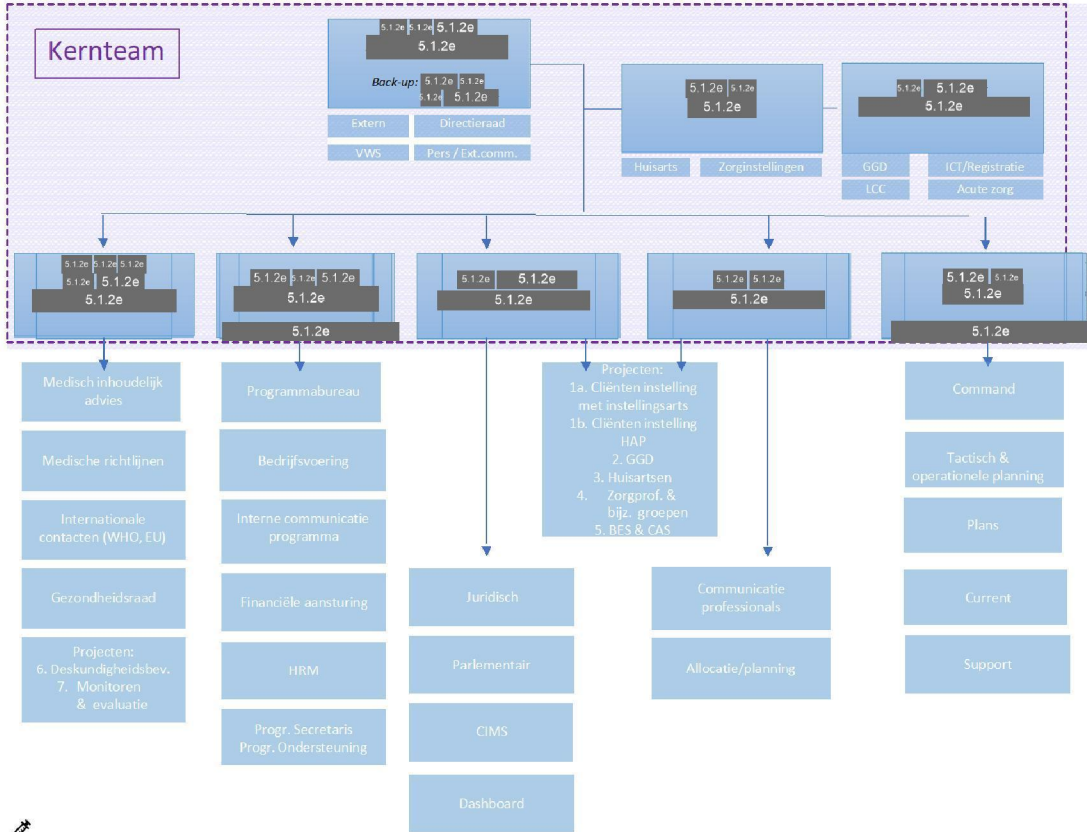 Kernteam
5.1.2e 5.1.2e 5.1.2e
5.1.2e
Back-up: 5.1.2e 5.1.2e
5.1.2e 5.1.2e
Extern Directieraad
VWS Pers / Ext.comm.
5.1.2e 5.1.2e
5.1.2e
Huisarts Zorginstellingen
5.1.2e 5.1.2e
5.1.2e
GGD ICT/Registratie
LCC Acute zorg
5.1.2e 5.1.2e 5.1.2e
5.1.2e 5.1.2e
5.1.2e
5.1.2e 5.1.2e 5.1.2e
5.1.2e
5.1.2e
5.1.2e 5.1.2e
5.1.2e
5.1.2e 5.1.2e
5.1.2e
5.1.2e 5.1.2e
5.1.2e
5.1.2e
Medisch inhoudelijk
advies
Medische richtlijnen
Internationale
contacten (WHO, EU)
Gezondheidsraad
Projecten:
6. Deskundigheidsbev.
7. Monitoren
& evaluatie
Programmabureau
Bedrijfsvoering
Interne communicatie
programma
Financiële aansturing
HRM
Progr. Secretaris
Progr. Ondersteuning
Juridisch
Parlementair
CIMS
Dashboard
Projecten:
1a. Cliënten instelling
met instellingsarts
1b. Cliënten instelling
HAP
2. GGD
3. Huisartsen
4. Zorgprof. &
bijz. groepen
5. BES & CAS
Communicatie
professionals
Allocatie/planning
Command
Tactisch &
operationele planning
Plans
Current
Support